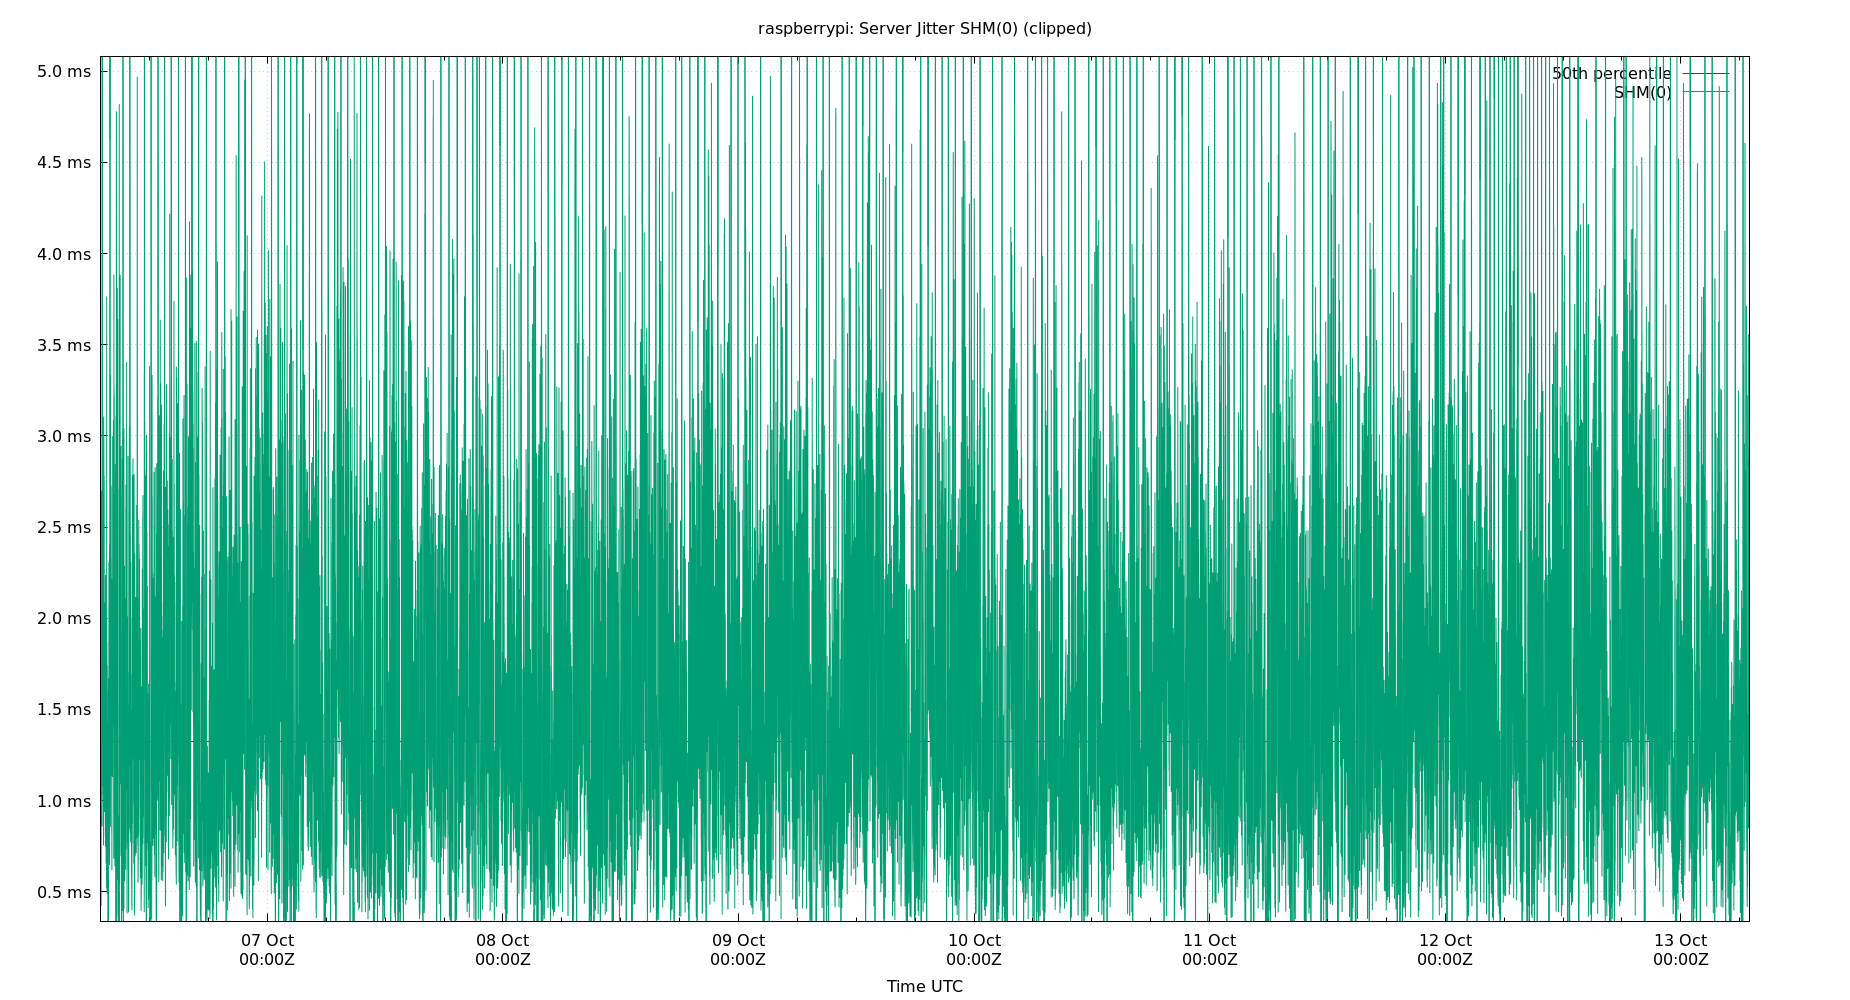 raspberrypi: Server Jitter SHM(0) (clipped)
50th percentile
SHM(0)
5.0 ms
4.5 ms
4.0 ms
3.5 ms
3.0 ms
2.5 ms
2.0 ms
1.5 ms
1.0 ms
0.5 ms
07 Oct 08 Oct 09 Oct 10 Oct 11 Oct 12 Oct 13 Oct
00:00Z 00:00Z 00:00Z 00:00Z 00:00Z 00:00Z 00:00Z
Time UTC